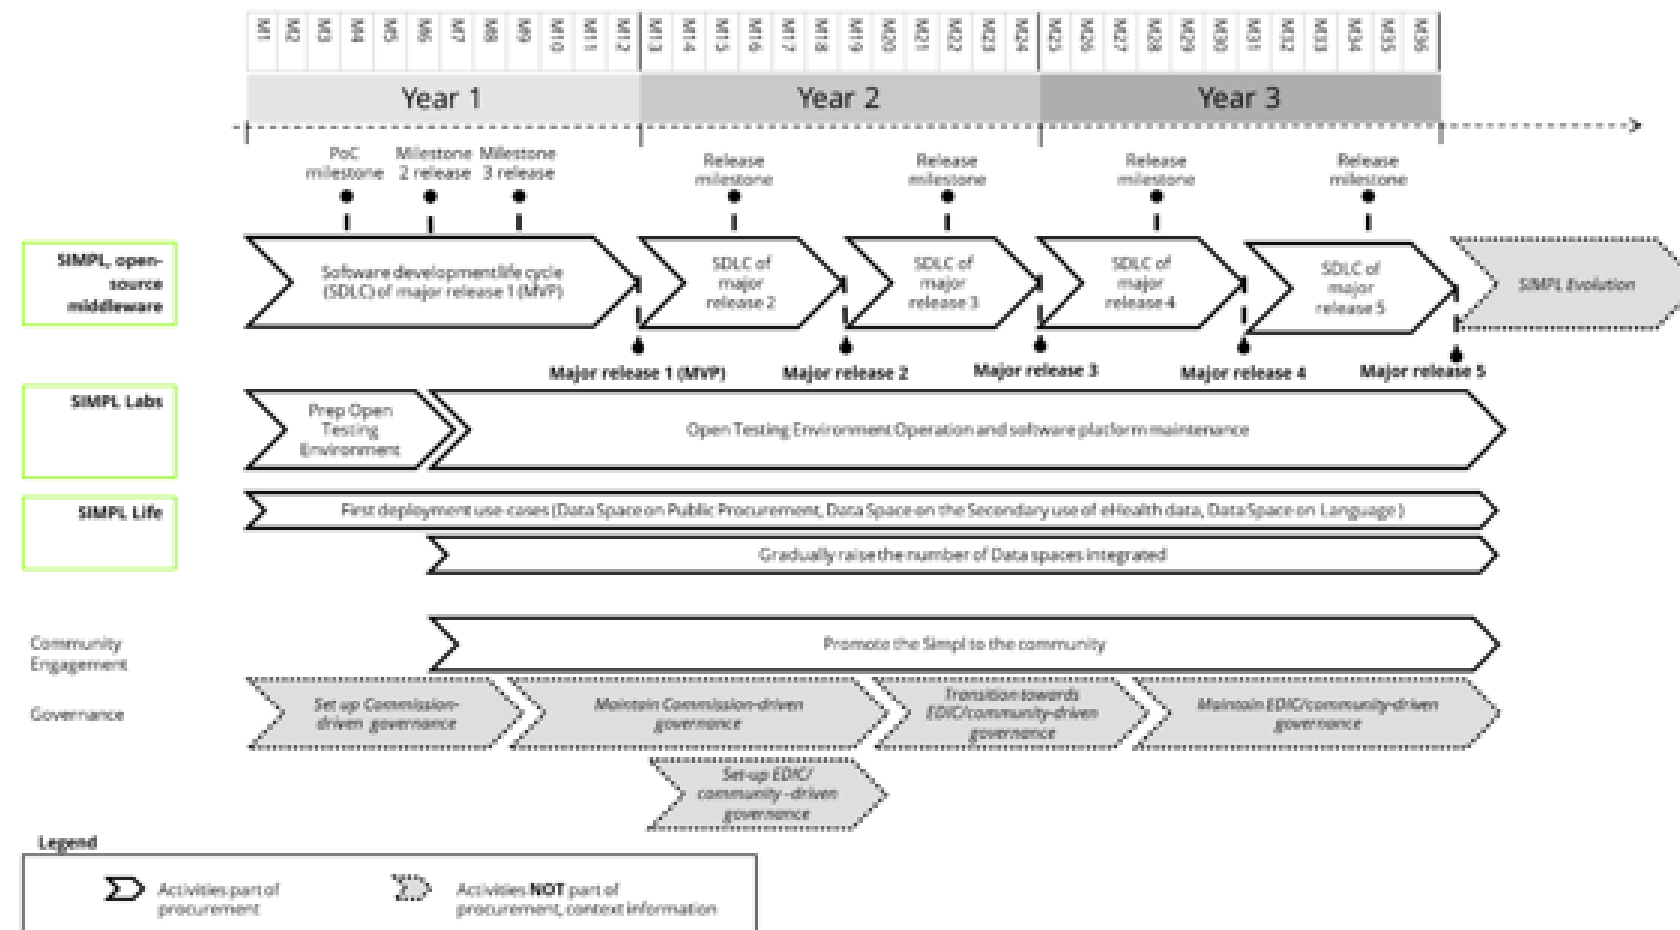 M1 M2 M3 M4 M5 M6 M7 M8 M9 M10 M11 M12 M13 M14 M15 M16 M17 M18 M19 M20 M21 M22 M23 M24 M25 M26 M27 M28 M29 M30 M31 M32 M33 M34 M35 M36
Year 1 Year 2 Year 3
PoC
milestone
Milestone
2 release
Milestone
3 release
Release
milestone
Release
milestone
Release
milestone
Release
milestone
SIMPL, open-
source
middleware
Software development life cycle
(SDLC) of major release 1 (MVP)
SDLC of
major
release 2
SDLC of
major
release 3
SDLC of
major
release 4
SDLC of
major
release 5
SIMPL Evolution
Major release 1 (MVP)
Major release 2
Major release 3
Major release 4
Major release 5
SIMPL Labs
Prep Open
Testing
Environment
Open Testing Environment Operation and software platform maintenance
SIMPL Life
First deployment use-cases (Data Space on Public Procurement, Data Space on the Secondary use of eHealth data, Data Space on Language )
Gradually raise the number of Data spaces integrated
Community
Engagement
Promote the Simpl to the community
Governance
Set up Commission-
driven governance
Maintain Commission-driven
governance
Transition towards
EDIC/community-driven
governance
Maintain EDIC/community-driven
governance
Set-up EDIC/
community -driven
governance
Legend
Activities part of
procurement
Activities NOT part of
procurement, context information